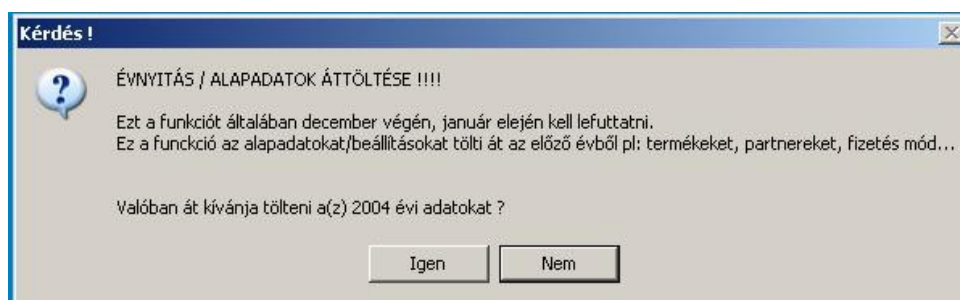 Kérdés !
ÉVNYITÁS / ALAPADATOK ÁTTÖLTÉSE !!!!
Ezt a funkciót általában december végén, január elején kell lefuttatni.
Ez a funckció az alapadatokat/beállításokat tölti át az előző évből pl: termékeket, partnereket, fizetés mód...
Valóban át kívánja tölteni a(z) 2004 évi adatokat ?
Igen
Nem